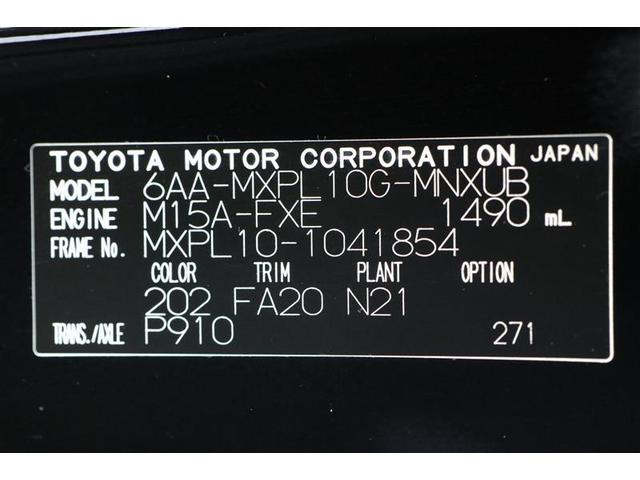 TOYOTA MOTOR CORPORATION JAPAN
MODEL 6AA-MXPL10G-MNXUB
ENGINE M15A-FXE 1490 mL
FRAME No. MXPL10-1041854
COLOR TRIM PLANT OPTION
202 FA20 N21
TRANS./AXLE P910 271